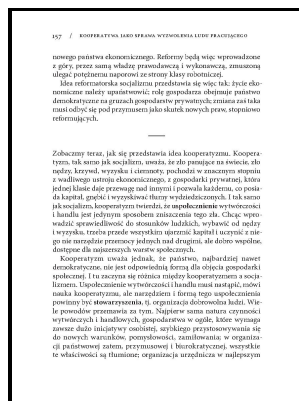 157 / KOOPERATYWA JAKO SPRAWA WYZWOLENIA LUDU PRACUJĄCEGO
nowego państwa ekonomicznego. Reformy będą więc wprowadzone
z góry, przez samą władzę prawodawczą i wykonawczą, zmuszoną
ulegać potężnemu naporowi ze strony klasy robotniczej.
Idea reformatorska socjalizmu przedstawia się więc tak: życie eko-
nomiczne należy upaństwowić; rolę gospodarza obejmuje państwo
demokratyczne na gruzach gospodarstw prywatnych; zmiana zaś taka
musi odbyć się pod przymusem jako skutek nowych praw, stopniowo
reformujących.
Zobaczmy teraz, jak się przedstawia idea kooperatyzmu. Koopera-
tyzm, tak samo jak socjalizm, uważa, że zło panujące na świecie, zło
nędzy, krzywd, wyzysku i ciemnoty, pochodzi w znacznym stopniu
z wadliwego ustroju ekonomicznego, z gospodarki prywatnej, która
jednej klasie daje przewagę nad innymi i pozwala każdemu, co posia-
da kapitał, gnębić i wyzyskiwać tłumy wydziedziczonych. I tak samo
jak socjalizm, kooperatyzm twierdzi, że uspołecznienie wytwórczości
i handlu jest jedynym sposobem zniszczenia tego zła. Chcąc wpro-
wadzić sprawiedliwość do stosunków ludzkich, wybawić od nędzy
i wyzysku, trzeba przede wszystkim ujarzmić kapitał i uczynić z nie-
go nie narzędzie przemocy jednych nad drugimi, ale dobro wspólne,
dostępne dla najszerszych warstw społecznych.
Kooperatyzm uważa jednak, że państwo, najbardziej nawet
demokratyczne, nie jest odpowiednią formą dla objęcia gospodarki
społecznej. I tu zaczyna się różnica między kooperatyzmem a socja-
lizmem. Uspołecznienie wytwórczości i handlu musi nastąpić, mówi
nauka kooperatyzmu, ale narzędziem i formą tego uspołecznienia
powinny być stowarzyszenia, tj. organizacja dobrowolna ludzi. Wie-
le powodów przemawia za tym. Najpierw sama natura czynności
wytwórczych i handlowych, gospodarstwa w ogóle, które wymaga
zawsze dużo inicjatywy osobistej, szybkiego przystosowywania się
do nowych warunków, pomysłowości, zamiłowania; w organiza-
cji państwowej zatem, przymusowej i biurokratycznej, wszystkie
te właściwości są tłumione; organizacja urzędnicza w najlepszym